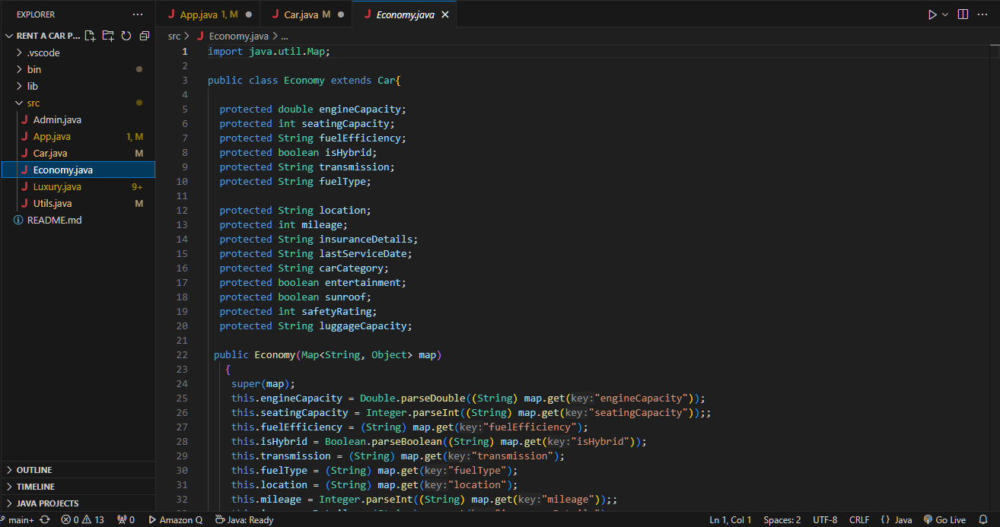 EXPLORER
App.java 1, M
Car.java M
Economy.java
RENT A CAR P...
.vscode
bin
lib
src
Admin.java
App.java 1, M
Car.java M
Economy.java
Luxury.java 9+
Utils.java M
README.md
OUTLINE
TIMELINE
JAVA PROJECTS
src > Economy.java > ...
1 import java.util.Map;
2
3 public class Economy extends Car{
4
5 protected double engineCapacity;
6 protected int seatingCapacity;
7 protected String fuelEfficiency;
8 protected boolean isHybrid;
9 protected String transmission;
10 protected String fuelType;
11
12 protected String location;
13 protected int mileage;
14 protected String insuranceDetails;
15 protected String lastServiceDate;
16 protected String carCategory;
17 protected boolean entertainment;
18 protected boolean sunroof;
19 protected int safetyRating;
20 protected String luggageCapacity;
21
22 public Economy(Map<String, Object> map)
23 {
24 super(map);
25 this.engineCapacity = Double.parseDouble((String) map.get(key:"engineCapacity"));
26 this.seatingCapacity = Integer.parseInt((String) map.get(key:"seatingCapacity"));;
27 this.fuelEfficiency = (String) map.get(key:"fuelEfficiency");
28 this.isHybrid = Boolean.parseBoolean((String) map.get(key:"isHybrid"));
29 this.transmission = (String) map.get(key:"transmission");
30 this.fuelType = (String) map.get(key:"fuelType");
31 this.location = (String) map.get(key:"location");
32 this.mileage = Integer.parseInt((String) map.get(key:"mileage"));;
main+ 0 13 0 Amazon Q Java: Ready Ln 1, Col 1 Spaces: 2 UTF-8 CRLF {} Java Go Live